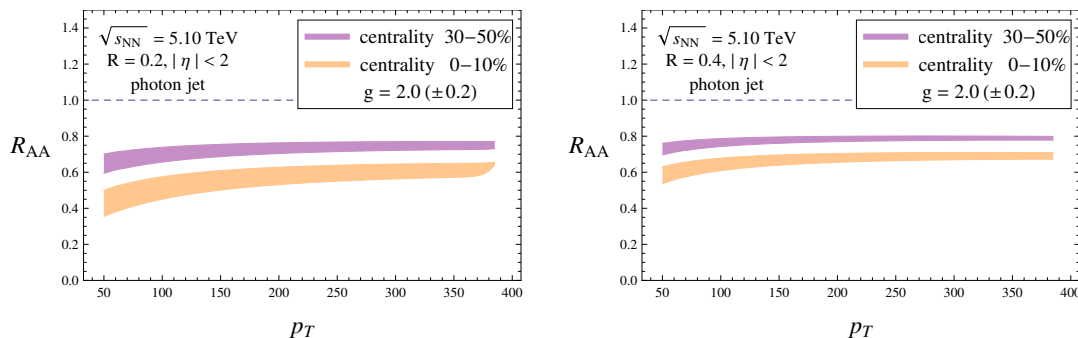 √s_NN = 5.10 TeV
R = 0.2, | η | < 2
photon jet
centrality 30–50%
centrality 0–10%
g = 2.0 (± 0.2)
R_AA
1.4
1.2
1.0
0.8
0.6
0.4
0.2
0.0
50 100 150 200 250 300 350 400
p_T
√s_NN = 5.10 TeV
R = 0.4, | η | < 2
photon jet
centrality 30–50%
centrality 0–10%
g = 2.0 (± 0.2)
R_AA
1.4
1.2
1.0
0.8
0.6
0.4
0.2
0.0
50 100 150 200 250 300 350 400
p_T